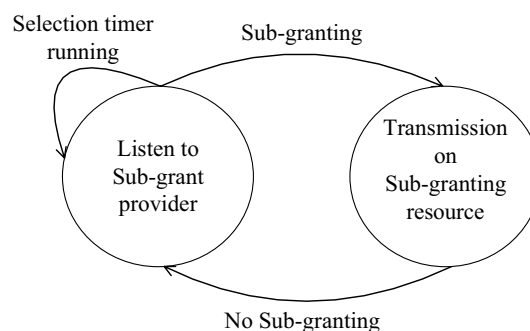 Selection timer
running
Sub-granting
Listen to
Sub-grant
provider
Transmission
on
Sub-granting
resource
No Sub-granting